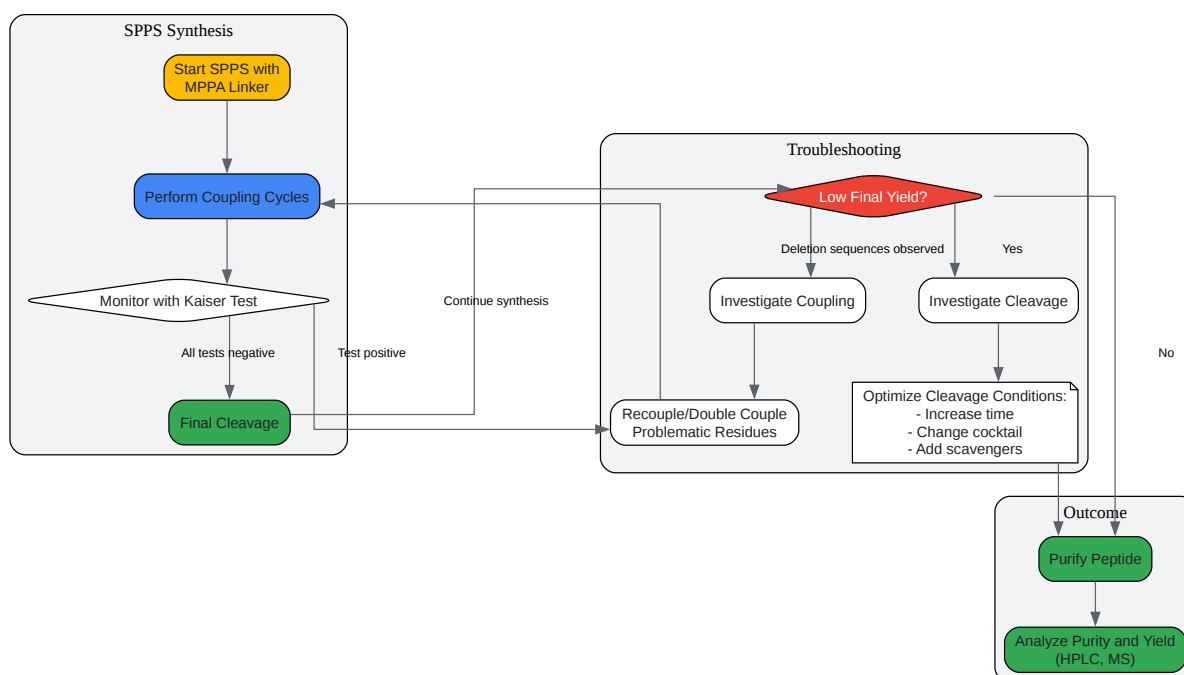 SPPS Synthesis
Start SPPS with
MPPA Linker
Perform Coupling Cycles
Monitor with Kaiser Test
All tests negative
Test positive
Final Cleavage
Continue synthesis
Troubleshooting
Low Final Yield?
Deletion sequences observed
Yes
Investigate Coupling
Investigate Cleavage
No
Recouple/Double Couple
Problematic Residues
Optimize Cleavage Conditions:
- Increase time
- Change cocktail
- Add scavengers
Outcome
Purify Peptide
Analyze Purity and Yield
(HPLC, MS)